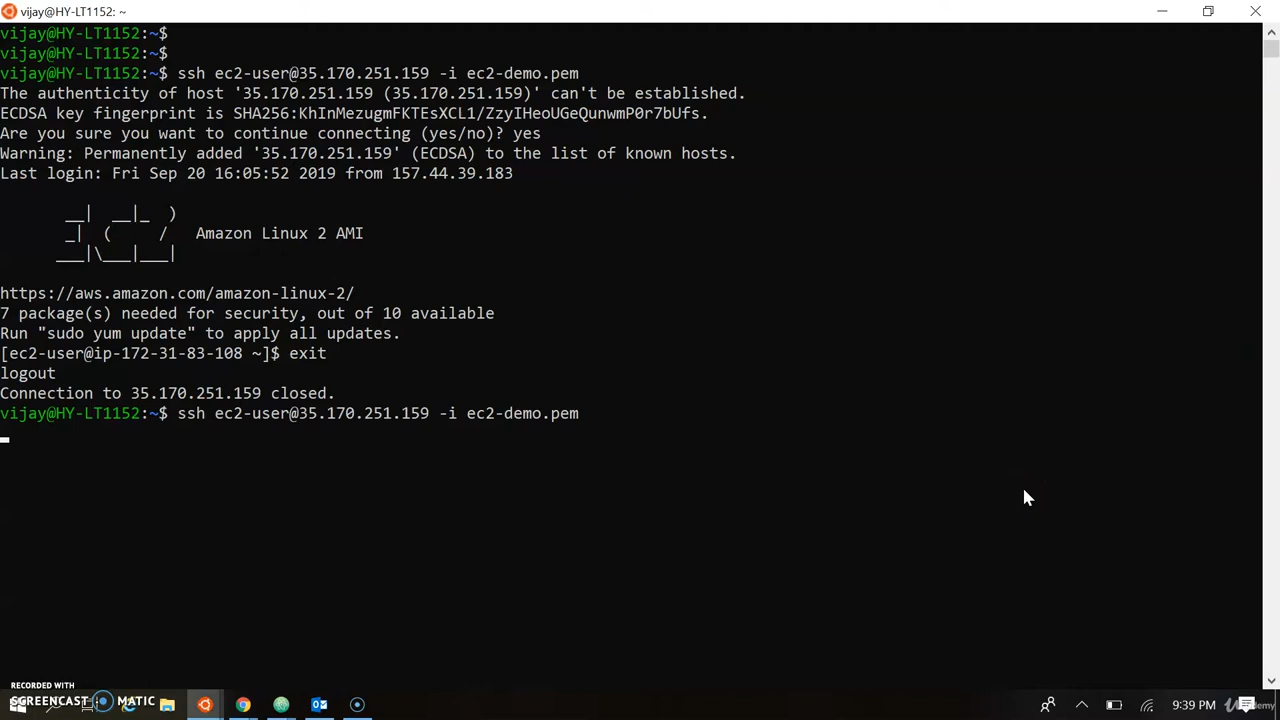 vijay@HY-LT1152: ~
vijay@HY-LT1152:~$
vijay@HY-LT1152:~$
vijay@HY-LT1152:~$ ssh ec2-user@35.170.251.159 -i ec2-demo.pem
The authenticity of host '35.170.251.159 (35.170.251.159)' can't be established.
ECDSA key fingerprint is SHA256:KhInMezugmFKTEsXCL1/ZzyIHeoUGeQunwmP0r7bUfs.
Are you sure you want to continue connecting (yes/no)? yes
Warning: Permanently added '35.170.251.159' (ECDSA) to the list of known hosts.
Last login: Fri Sep 20 16:05:52 2019 from 157.44.39.183
       __|  __|_  )
       _|  (     /   Amazon Linux 2 AMI
      ___|\___|___|
https://aws.amazon.com/amazon-linux-2/
7 package(s) needed for security, out of 10 available
Run "sudo yum update" to apply all updates.
[ec2-user@ip-172-31-83-108 ~]$ exit
logout
Connection to 35.170.251.159 closed.
vijay@HY-LT1152:~$ ssh ec2-user@35.170.251.159 -i ec2-demo.pem
RECORDED WITH
SCREENCAST MATIC
9:39 PM
Udemy